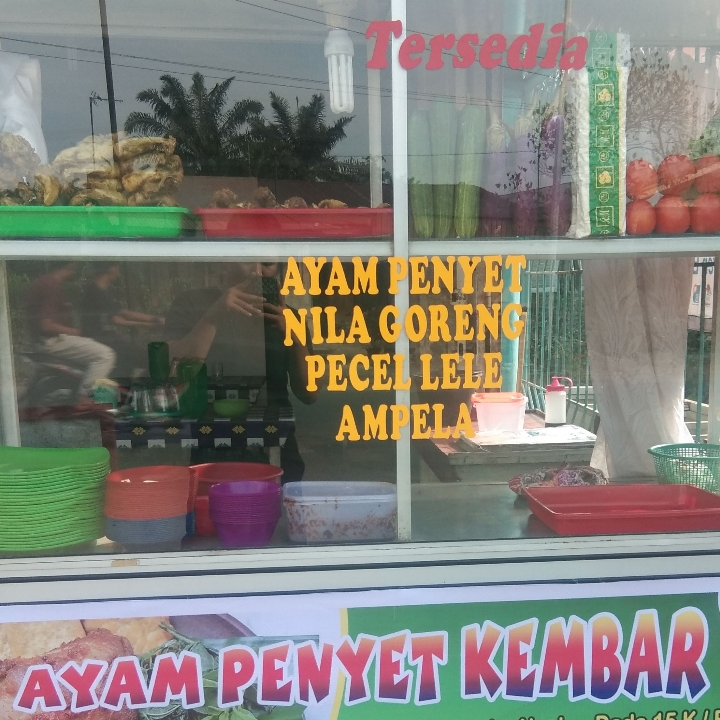 Tersedia
AYAM PENYET
NILA GORENG
PECEL LELE
AMPELA
AYAM PENYET KEMBAR